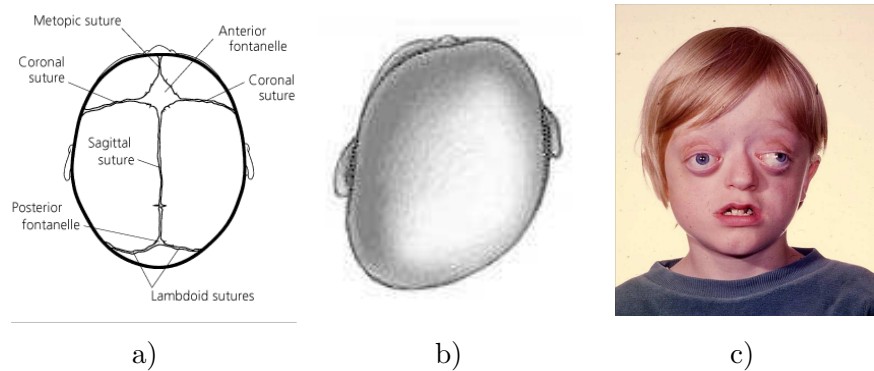 Metopic suture
Anterior
fontanelle
Coronal
suture
Coronal
suture
Sagittal
suture
Posterior
fontanelle
Lambdoid sutures
a)
b)
c)